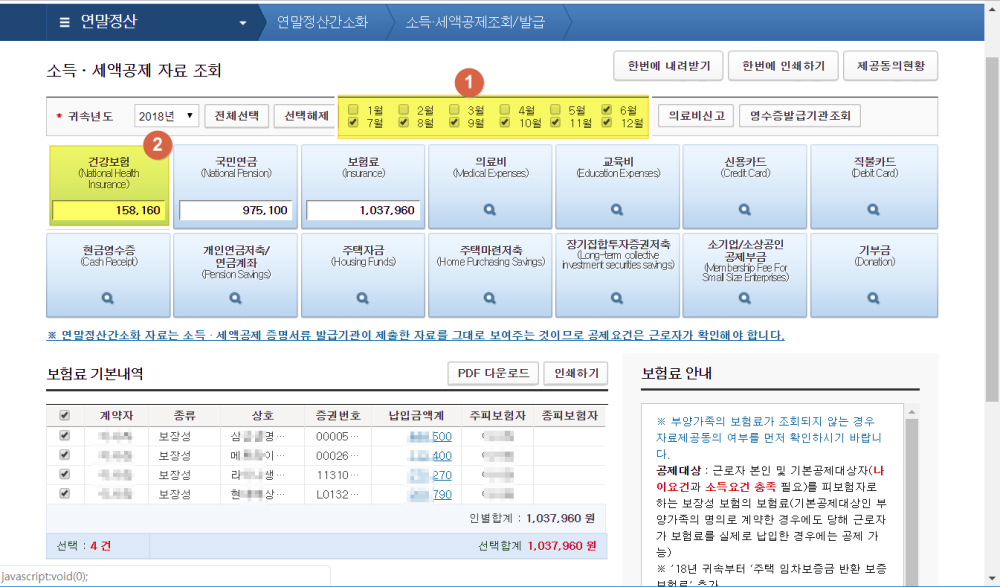 ☰ 연말정산 ▼ 연말정산간소화 소득·세액공제조회/발급
소득 · 세액공제 자료 조회 한번에 내려받기 한번에 인쇄하기 제공동의현황
1
* 귀속년도 2018년 ▼ 전체선택 선택해제 1월 2월 3월 4월 5월 6월 의료비신고 영수증발급기관조회
7월 8월 9월 10월 11월 12월
2
건강보험 국민연금 보험료 의료비 교육비 신용카드 직불카드
(National Health (National Pension) (Insurance) (Medical Expenses) (Education Expenses) (Credit Card) (Debit Card)
Insurance)
158,160 975,100 1,037,960
현금영수증 개인연금저축/ 주택자금 주택마련저축 장기집합투자증권저축 소기업/소상공인 기부금
(Cash Receipt) 연금계좌 (Housing Funds) (Home Purchasing Savings) (Long-term collective 공제부금 (Donation)
(Pension Savings) investment securities savings) (Membership Fee For
Small Size Enterprises)
※ 연말정산간소화 자료는 소득 · 세액공제 증명서류 발급기관이 제출한 자료를 그대로 보여주는 것이므로 공제요건은 근로자가 확인해야 합니다.
보험료 기본내역 PDF 다운로드 인쇄하기
계약자 종류 상호 증권번호 납입금액계 주피보험자 종피보험자
보장성 삼 명… 00005… 500
보장성 메 이… 00026… 400
보장성 라 생… 11310… 270
보장성 현 상… L0132… 790
인별합계 : 1,037,960 원
선택 : 4 건 선택합계 1,037,960 원
보험료 안내
※ 부양가족의 보험료가 조회되지 않는 경우
자료제공동의 여부를 먼저 확인하시기 바랍니
다.
공제대상 : 근로자 본인 및 기본공제대상자(나
이요건과 소득요건 충족 필요)를 피보험자로
하는 보장성 보험의 보험료(기본공제대상인 부
양가족의 명의로 계약한 경우에도 당해 근로자
가 보험료를 실제로 납입한 경우에는 공제 가
능)
※ '18년 귀속부터 '주택 임차보증금 반환 보증
보험료' 추가
javascript:void(0);